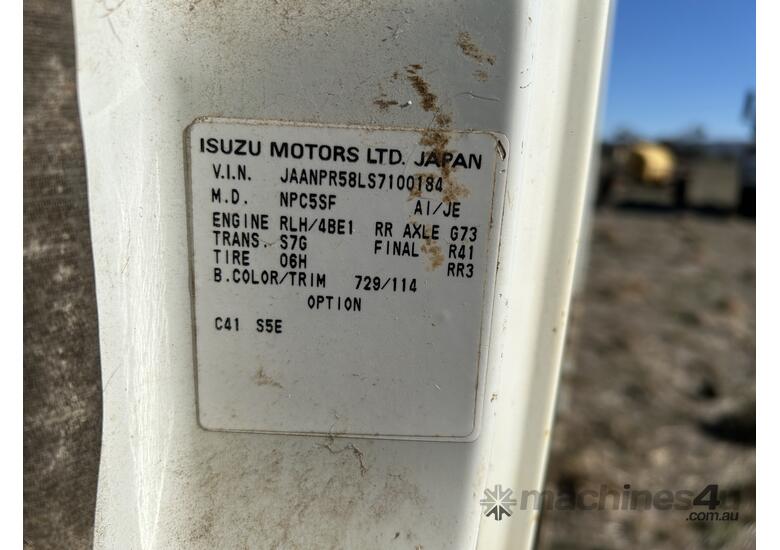 ISUZU MOTORS LTD. JAPAN
V.I.N. JAANPR58LS7100184
M.D. NPC5SF AI/JE
ENGINE RLH/4BE1 RR AXLE G73
TRANS. S7G FINAL R41
TIRE 06H RR3
B.COLOR/TRIM 729/114
OPTION
C41 S5E
machines4u
.com.au